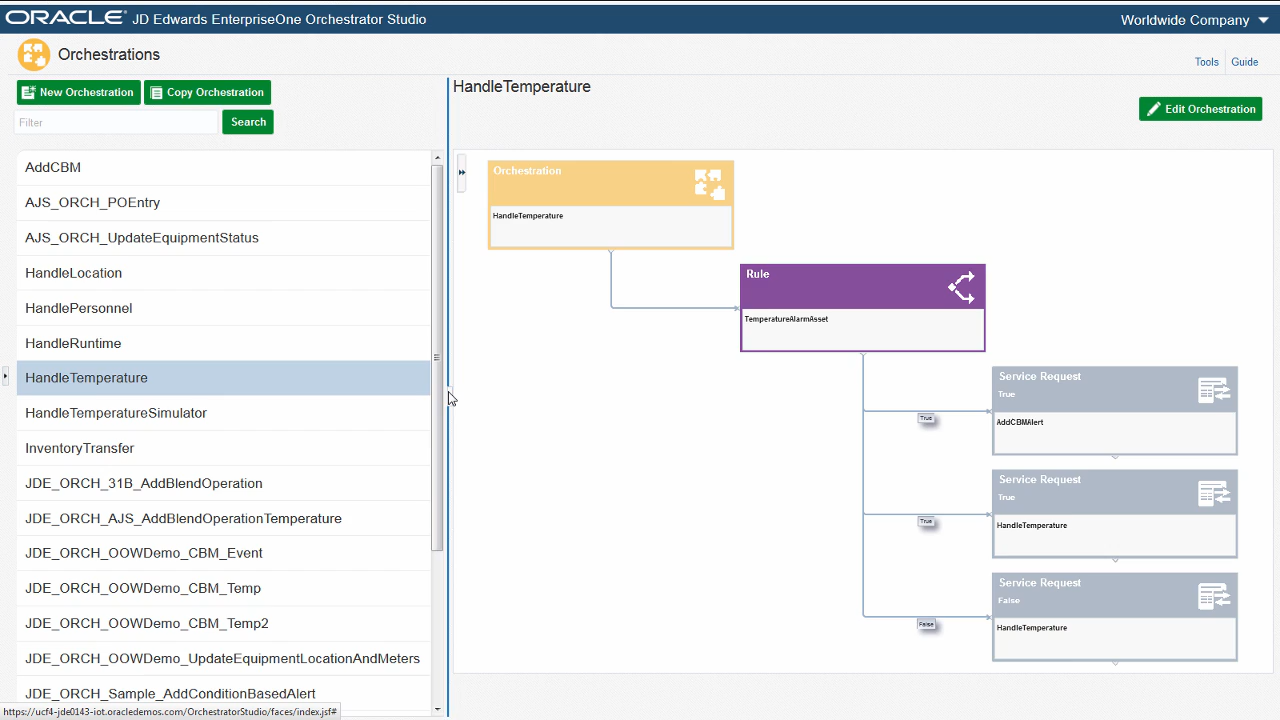 ORACLE® JD Edwards EnterpriseOne Orchestrator Studio
Worldwide Company
Orchestrations
Tools
Guide
New Orchestration
Copy Orchestration
Filter
Search
AddCBM
AJS_ORCH_POEntry
AJS_ORCH_UpdateEquipmentStatus
HandleLocation
HandlePersonnel
HandleRuntime
HandleTemperature
HandleTemperatureSimulator
InventoryTransfer
JDE_ORCH_31B_AddBlendOperation
JDE_ORCH_AJS_AddBlendOperationTemperature
JDE_ORCH_OOWDemo_CBM_Event
JDE_ORCH_OOWDemo_CBM_Temp
JDE_ORCH_OOWDemo_CBM_Temp2
JDE_ORCH_OOWDemo_UpdateEquipmentLocationAndMeters
JDE_ORCH_Sample_AddConditionBasedAlert
https://ucf4-jde0143-iot.oracledemos.com/OrchestratorStudio/faces/index.jsf#
HandleTemperature
Edit Orchestration
Orchestration
HandleTemperature
Rule
TemperatureAlarmAsset
Service Request
True
True
AddCBMAlert
Service Request
True
True
HandleTemperature
Service Request
False
False
HandleTemperature